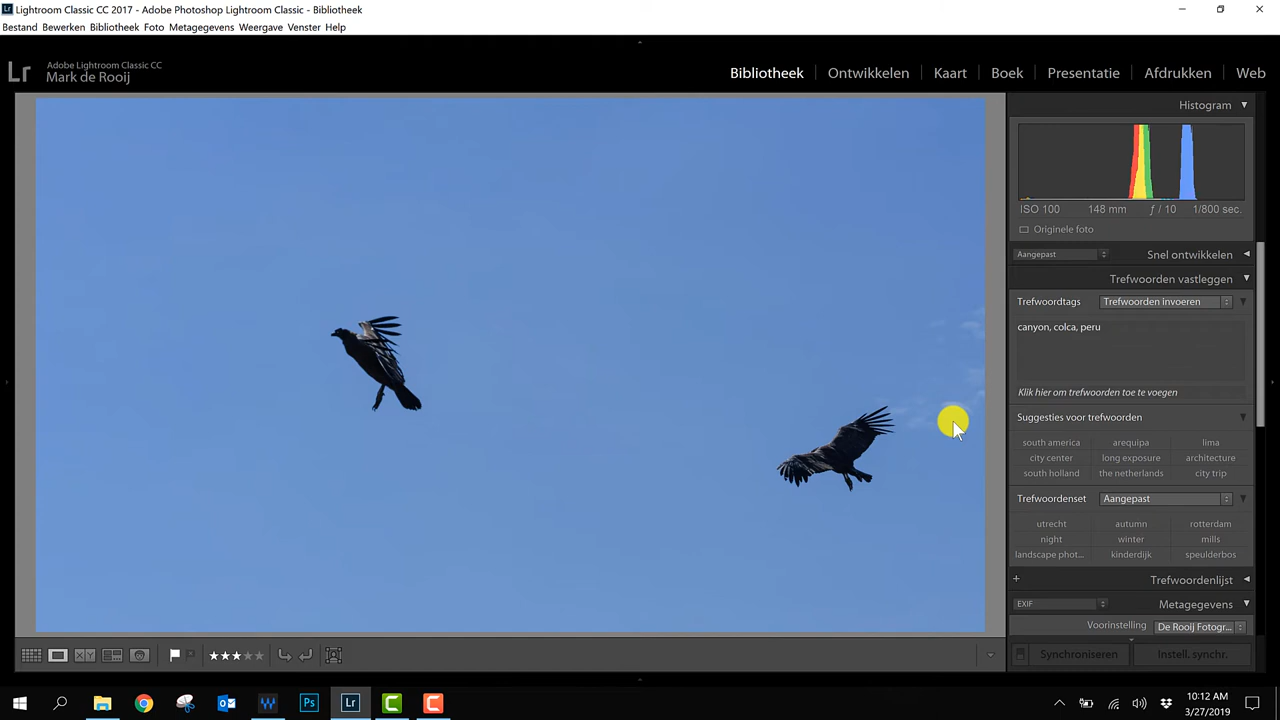 Lightroom Classic CC 2017 - Adobe Photoshop Lightroom Classic - Bibliotheek
Bestand Bewerken Bibliotheek Foto Metagegevens Weergave Venster Help
Lr Adobe Lightroom Classic CC
Mark de Rooij
Bibliotheek Ontwikkelen Kaart Boek Presentatie Afdrukken Web
Histogram
ISO 100 148 mm ƒ / 10 1/800 sec.
Originele foto
Aangepast Snel ontwikkelen
Trefwoorden vastleggen
Trefwoordtags Trefwoorden invoeren
canyon, colca, peru
Klik hier om trefwoorden toe te voegen
Suggesties voor trefwoorden
south america arequipa lima
city center long exposure architecture
south holland the netherlands city trip
Trefwoordenset Aangepast
utrecht autumn rotterdam
night winter mills
landscape phot... kinderdijk speulderbos
+ Trefwoordenlijst
EXIF Metagegevens
Voorinstelling De Rooij Fotogr...
Synchroniseren Instell. synchr.
XY
Ps Lr
10:12 AM
3/27/2019